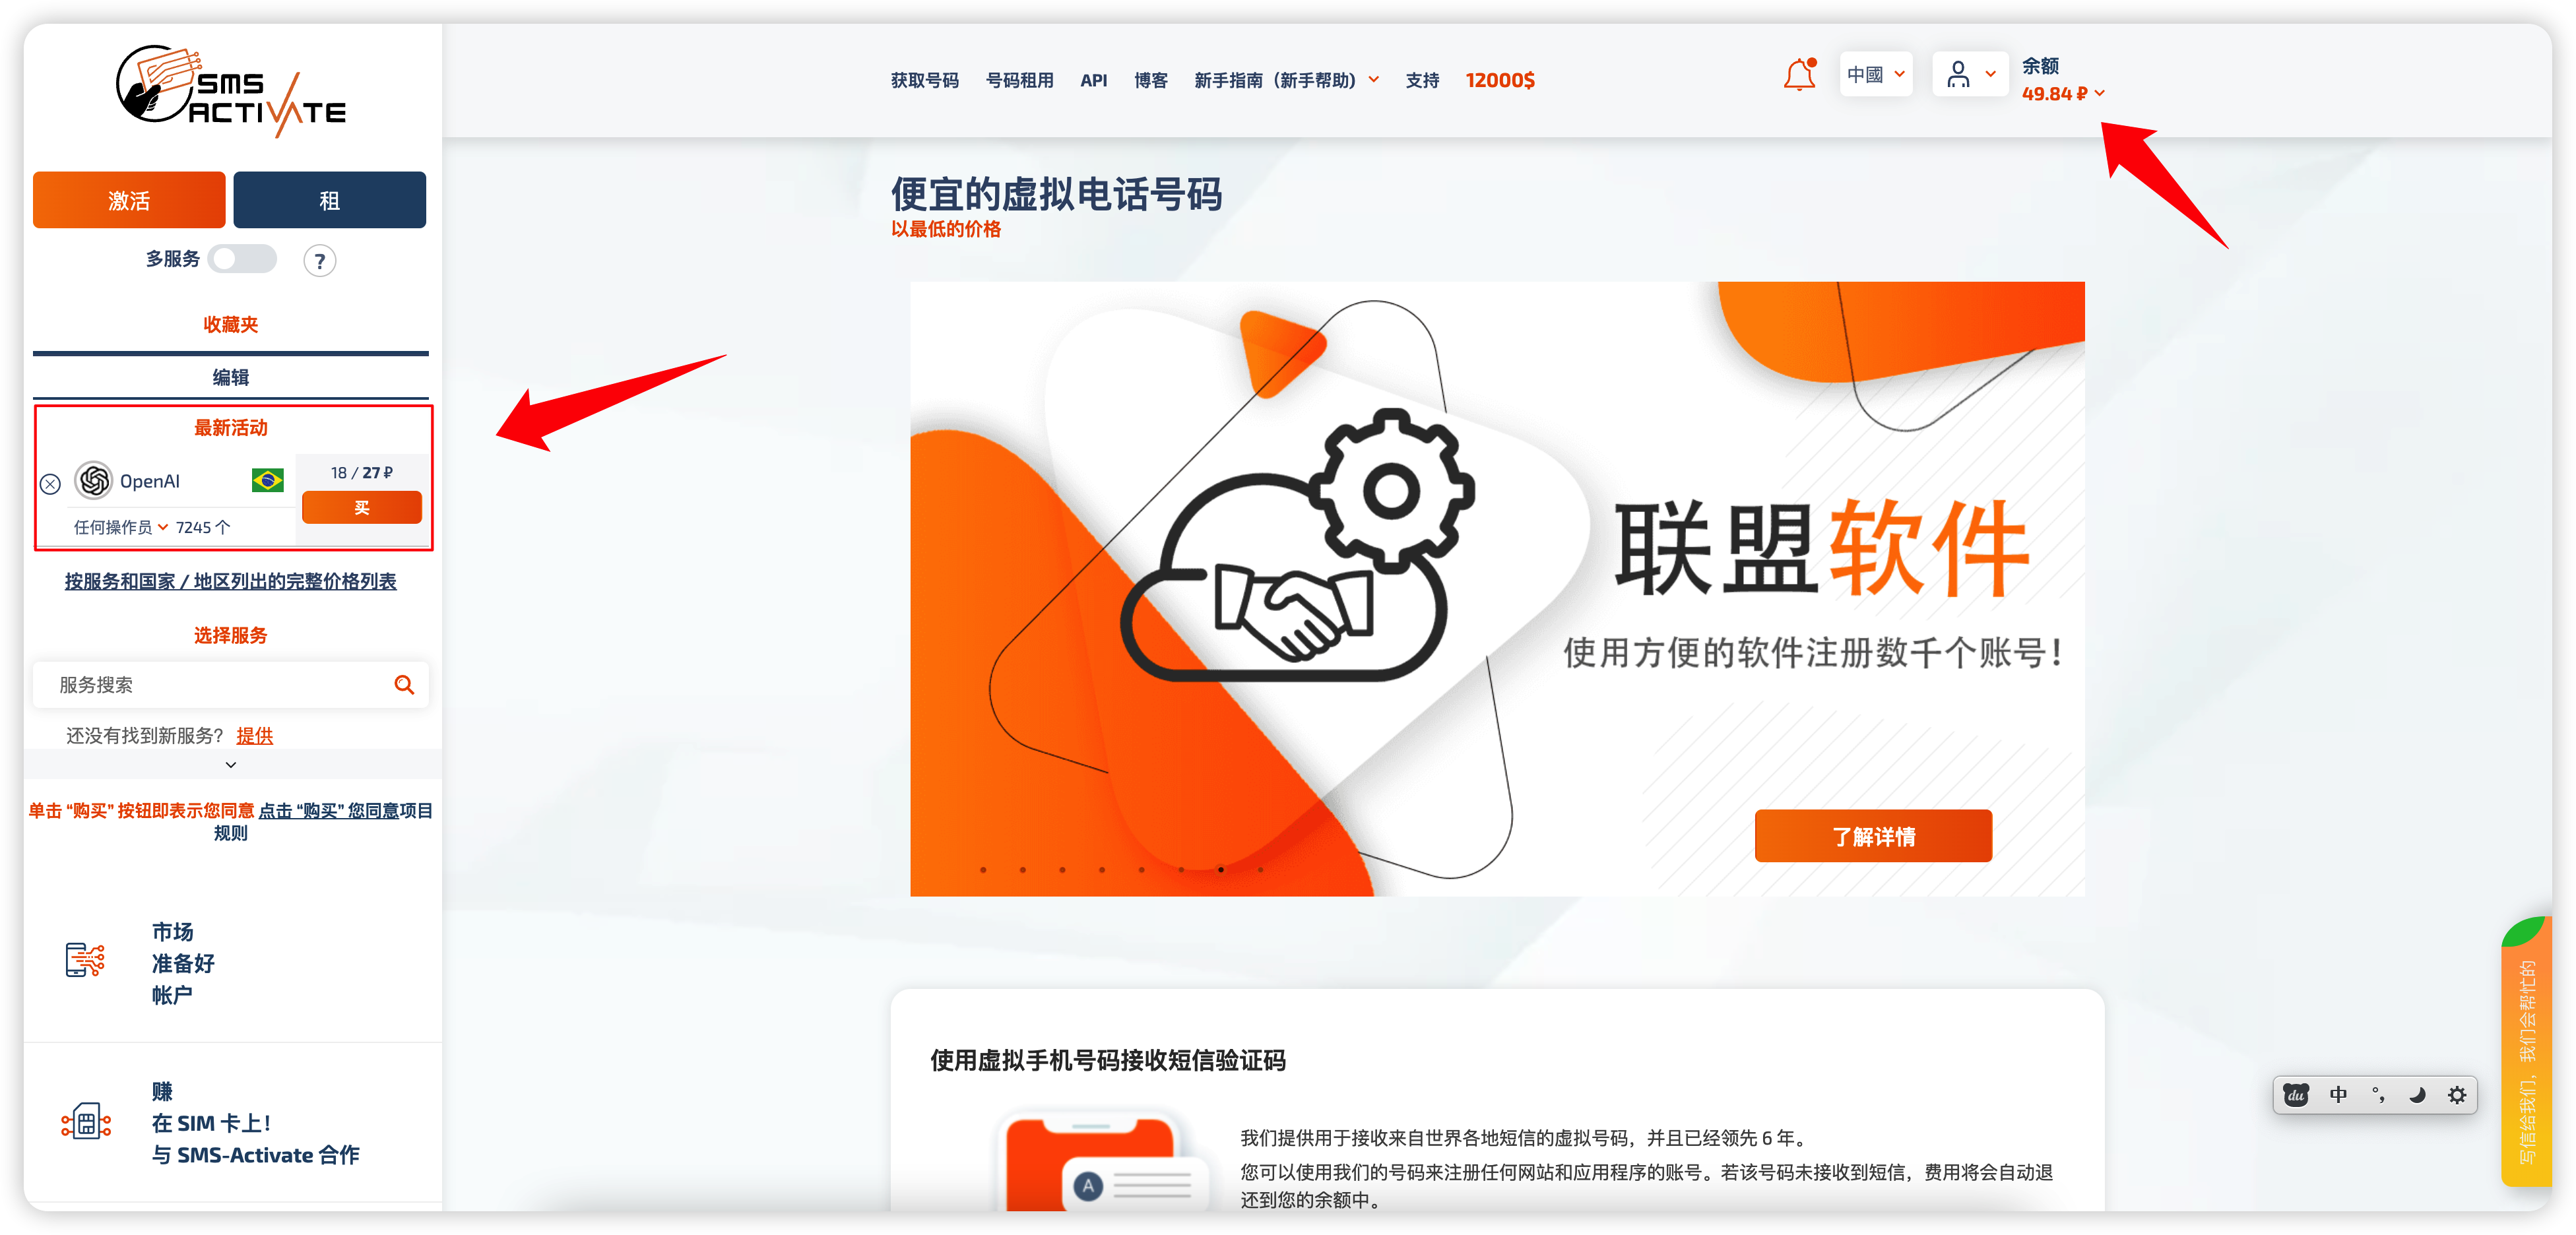 SMS
ACTIVATE
获取号码 号码租用 API 博客 新手指南（新手帮助） 支持 12000$
中國
余额
49.84 ₽
激活 租
多服务 ?
收藏夹
编辑
最新活动
OpenAI 18 / 27 ₽
买
任何操作员 7245 个
按服务和国家 / 地区列出的完整价格列表
选择服务
服务搜索
还没有找到新服务？ 提供
单击 “购买” 按钮即表示您同意 点击 “购买” 您同意项目
规则
市场
准备好
帐户
赚
在 SIM 卡上！
与 SMS-Activate 合作
便宜的虚拟电话号码
以最低的价格
联盟软件
使用方便的软件注册数千个账号！
了解详情
使用虚拟手机号码接收短信验证码
A
我们提供用于接收来自世界各地短信的虚拟号码，并且已经领先 6 年。
您可以使用我们的号码来注册任何网站和应用程序的账号。若该号码未接收到短信，费用将会自动退
还到您的余额中。
写信给我们，我们会帮忙的
du 中 °,